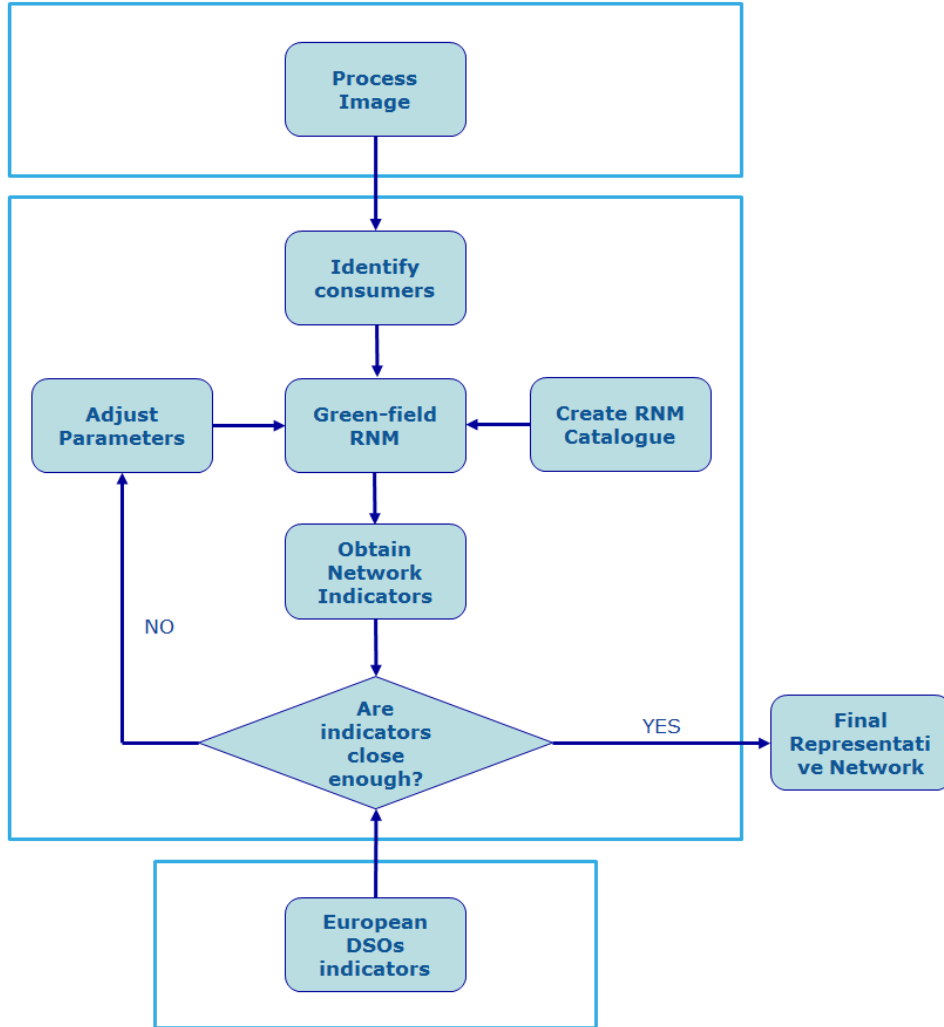 Process
Image
Identify
consumers
Adjust
Parameters
Green-field
RNM
Create RNM
Catalogue
Obtain
Network
Indicators
NO
Are
indicators
close
enough?
YES
Final
Representati
ve Network
European
DSOs
indicators